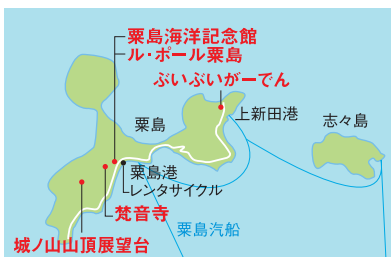 粟島海洋記念館
ル・ポール粟島
ぶいぶいがーでん
粟島
上新田港
志々島
粟島港
レンタサイクル
梵音寺
粟島汽船
城ノ山山頂展望台